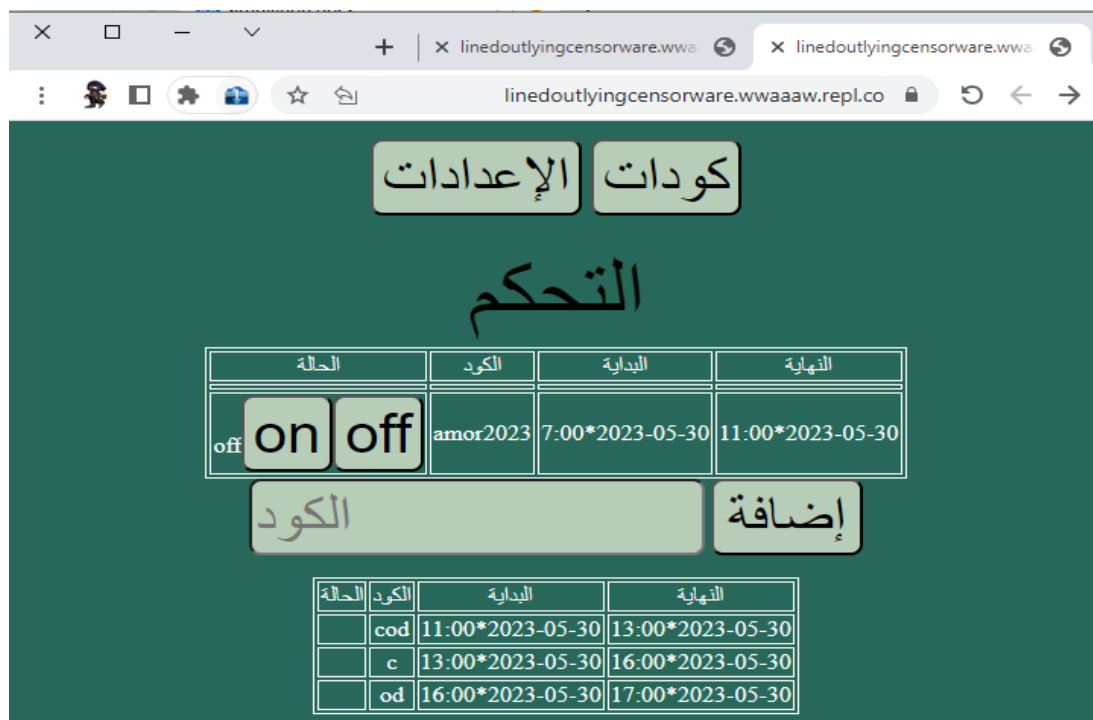 linedoutlyingcensorware.wwa
linedoutlyingcensorware.wwa
linedoutlyingcensorware.wwaaaw.repl.co
كودات الإعدادات
التحكم
النهاية البداية الكود الحالة
11:00*2023-05-30 7:00*2023-05-30 amor2023 off on off
إضافة الكود
النهاية البداية الكود الحالة
13:00*2023-05-30 11:00*2023-05-30 cod
16:00*2023-05-30 13:00*2023-05-30 c
17:00*2023-05-30 16:00*2023-05-30 od